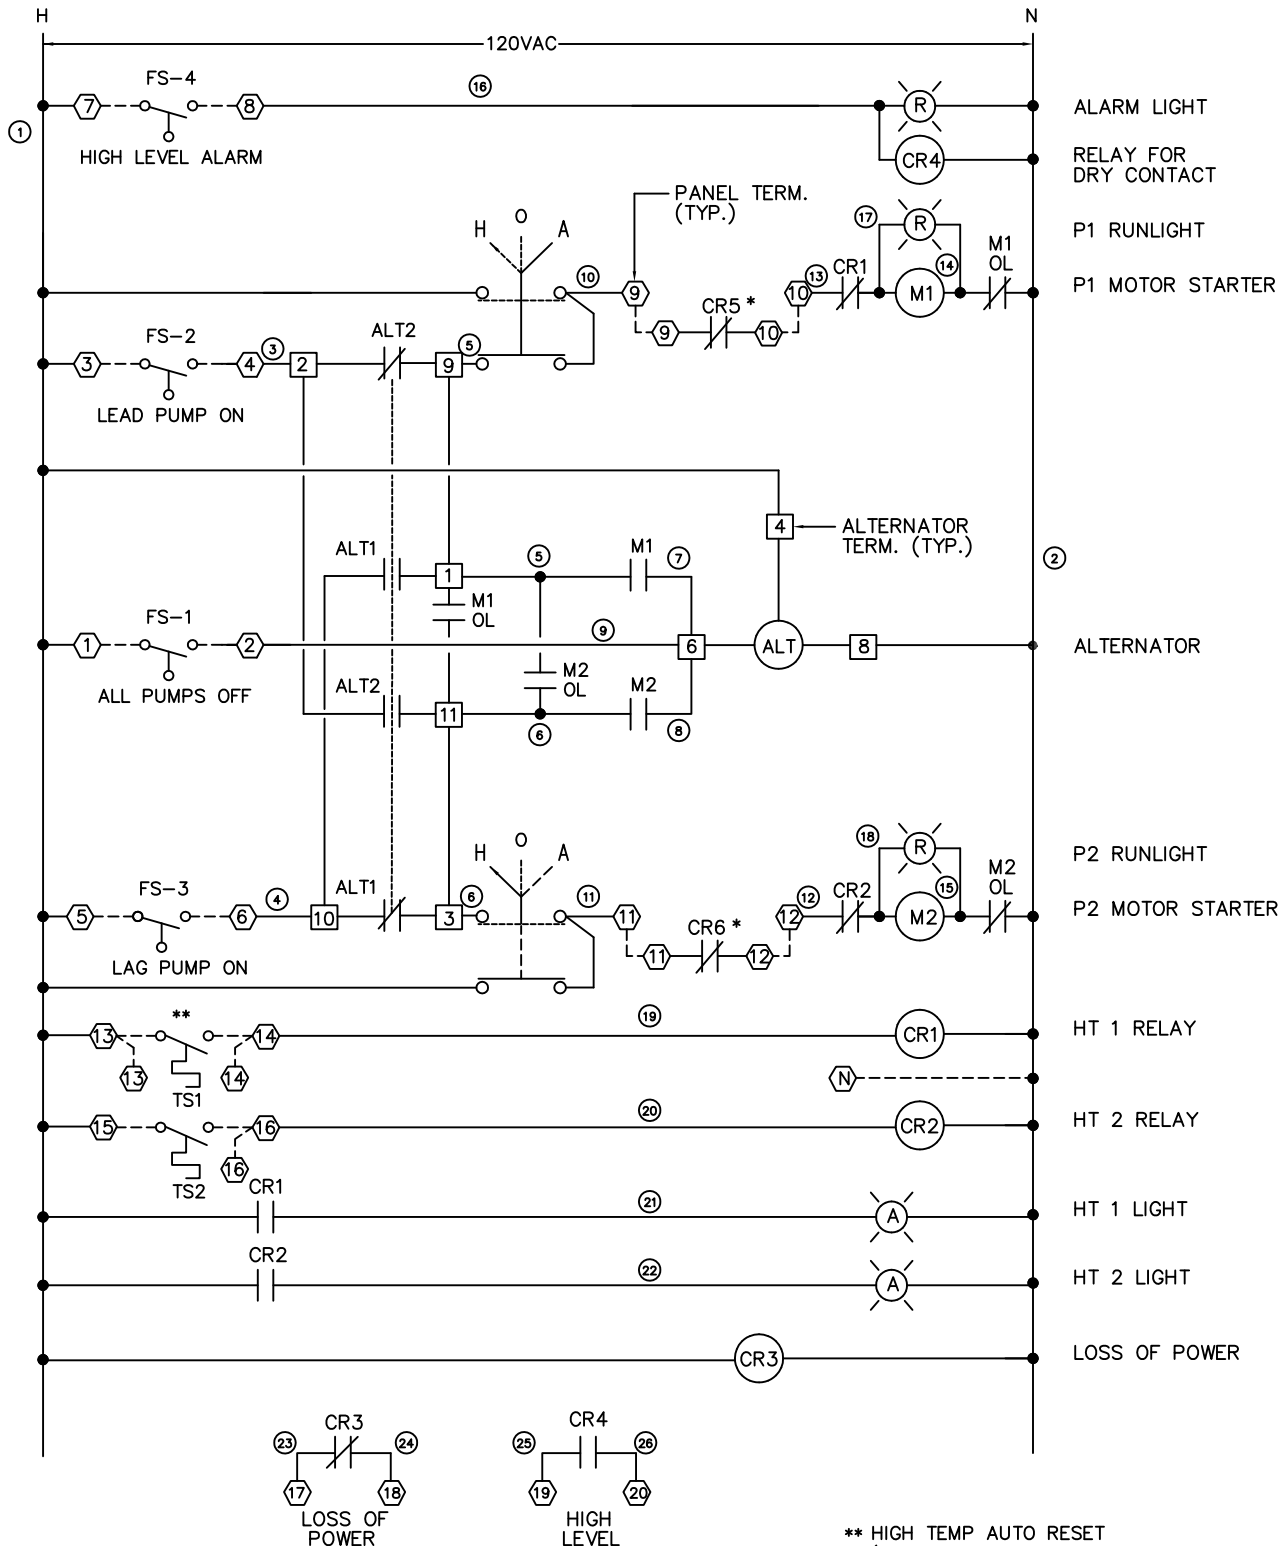 H
N
120VAC
FS-4
16
7
8
R
ALARM LIGHT
1
HIGH LEVEL ALARM
CR4
RELAY FOR
DRY CONTACT
PANEL TERM.
(TYP.)
H
O
A
17
R
P1 RUNLIGHT
10
9
13
10
CR1
14
M1
M1
OL
P1 MOTOR STARTER
CR5 *
9
10
FS-2
ALT2
3
4
3
2
9
5
LEAD PUMP ON
4
ALTERNATOR
TERM. (TYP.)
ALT1
1
5
M1
7
2
M1
OL
FS-1
1
2
9
6
ALT
8
ALTERNATOR
ALL PUMPS OFF
ALT2
M2
OL
M2
11
6
8
H
O
A
18
R
P2 RUNLIGHT
FS-3
5
6
4
10
ALT1
3
6
11
11
12
12
CR2
15
M2
M2
OL
P2 MOTOR STARTER
CR6 *
11
12
LAG PUMP ON
**
13
14
19
CR1
HT 1 RELAY
13
14
TS1
N
15
16
20
CR2
HT 2 RELAY
16
TS2
CR1
21
A
HT 1 LIGHT
CR2
22
A
HT 2 LIGHT
CR3
LOSS OF POWER
23
CR3
24
25
CR4
26
17
18
19
20
LOSS OF
POWER
HIGH
LEVEL
** HIGH TEMP AUTO RESET